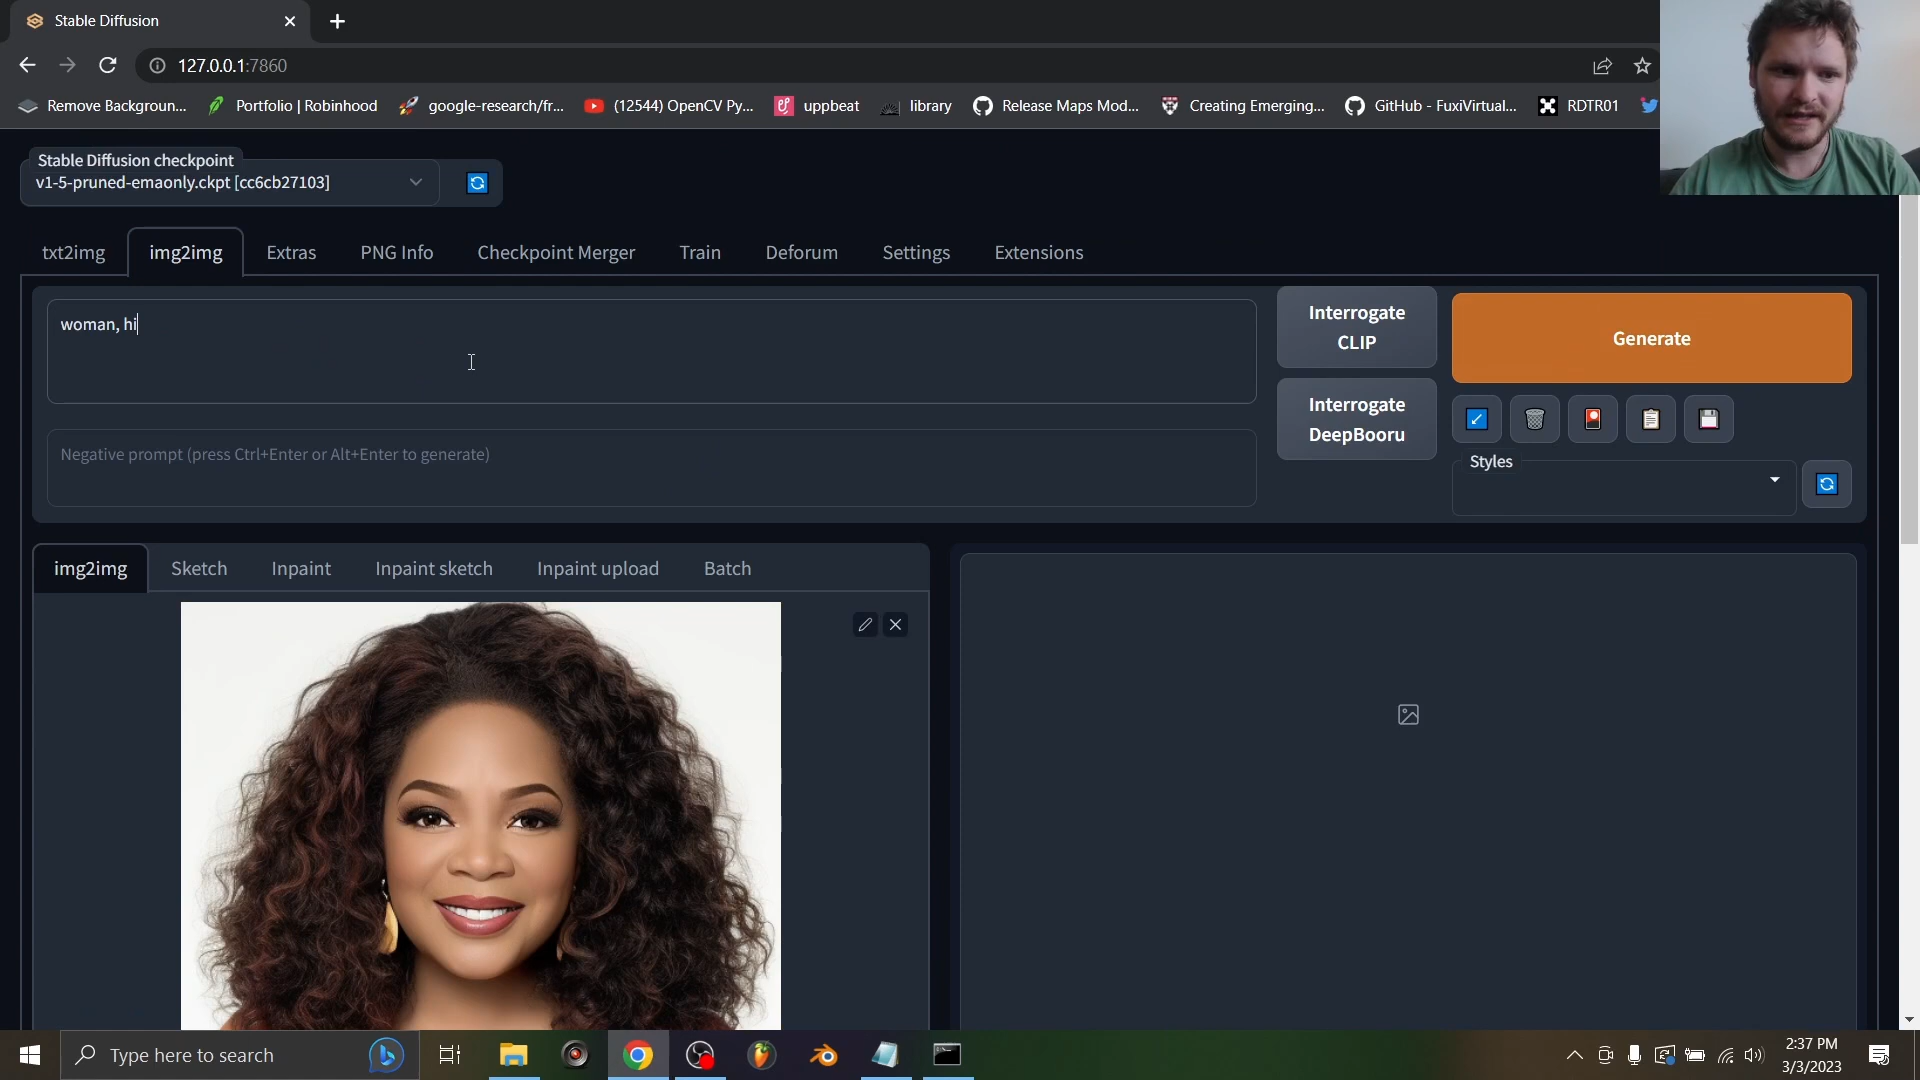 Stable Diffusion
127.0.0.1:7860
Remove Backgroun...
Portfolio | Robinhood
google-research/fr...
(12544) OpenCV Py...
uppbeat
library
Release Maps Mod...
Creating Emerging...
GitHub - FuxiVirtual...
RDTR01
Stable Diffusion checkpoint
v1-5-pruned-emaonly.ckpt [cc6cb27103]
txt2img
img2img
Extras
PNG Info
Checkpoint Merger
Train
Deforum
Settings
Extensions
woman, hi
Interrogate
CLIP
Generate
Interrogate
DeepBooru
Negative prompt (press Ctrl+Enter or Alt+Enter to generate)
Styles
img2img
Sketch
Inpaint
Inpaint sketch
Inpaint upload
Batch
Type here to search
2:37 PM
3/3/2023